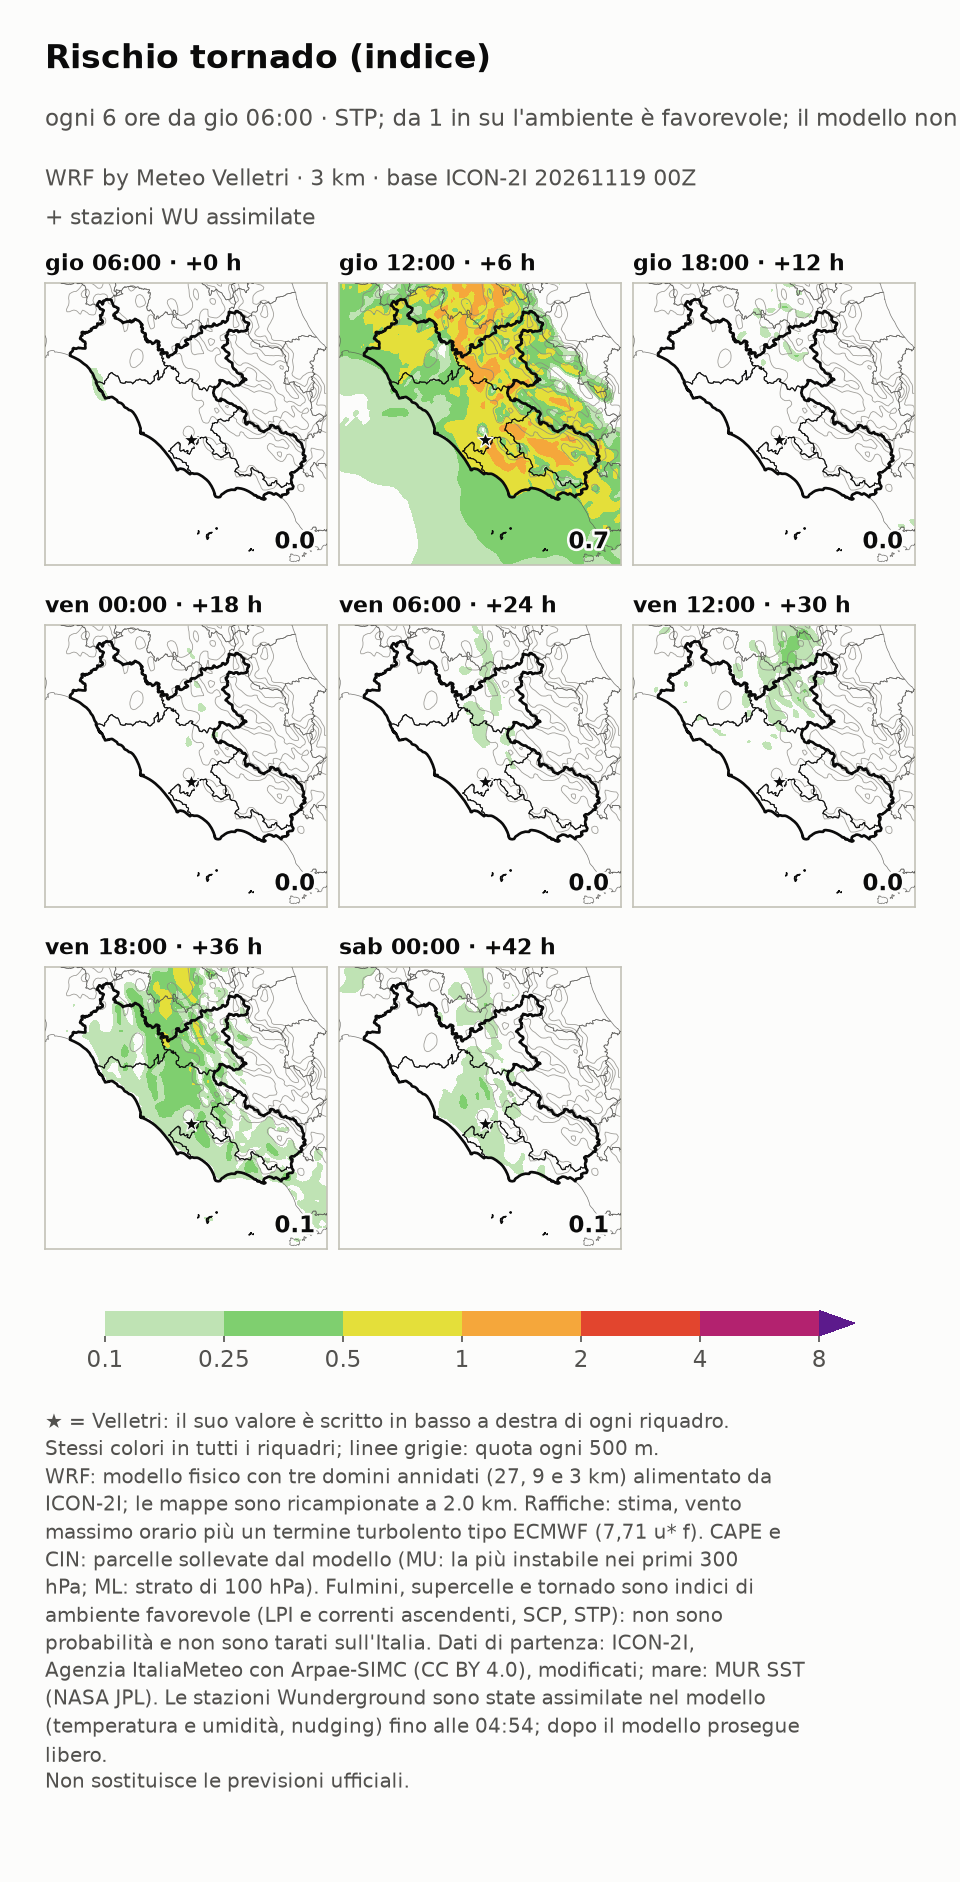 Rischio tornado (indice)
ogni 6 ore da gio 06:00 · STP; da 1 in su l'ambiente è favorevole; il modello non
WRF by Meteo Velletri · 3 km · base ICON-2I 20261119 00Z
+ stazioni WU assimilate
gio 06:00 · +0 h
gio 12:00 · +6 h
gio 18:00 · +12 h
0.0
0.7
0.0
ven 00:00 · +18 h
ven 06:00 · +24 h
ven 12:00 · +30 h
0.0
0.0
0.0
ven 18:00 · +36 h
sab 00:00 · +42 h
0.1
0.1
0.1
0.25
0.5
1
2
4
8
★ = Velletri: il suo valore è scritto in basso a destra di ogni riquadro.
Stessi colori in tutti i riquadri; linee grigie: quota ogni 500 m.
WRF: modello fisico con tre domini annidati (27, 9 e 3 km) alimentato da
ICON-2I; le mappe sono ricampionate a 2.0 km. Raffiche: stima, vento
massimo orario più un termine turbolento tipo ECMWF (7,71 u* f). CAPE e
CIN: parcelle sollevate dal modello (MU: la più instabile nei primi 300
hPa; ML: strato di 100 hPa). Fulmini, supercelle e tornado sono indici di
ambiente favorevole (LPI e correnti ascendenti, SCP, STP): non sono
probabilità e non sono tarati sull'Italia. Dati di partenza: ICON-2I,
Agenzia ItaliaMeteo con Arpae-SIMC (CC BY 4.0), modificati; mare: MUR SST
(NASA JPL). Le stazioni Wunderground sono state assimilate nel modello
(temperatura e umidità, nudging) fino alle 04:54; dopo il modello prosegue
libero.
Non sostituisce le previsioni ufficiali.